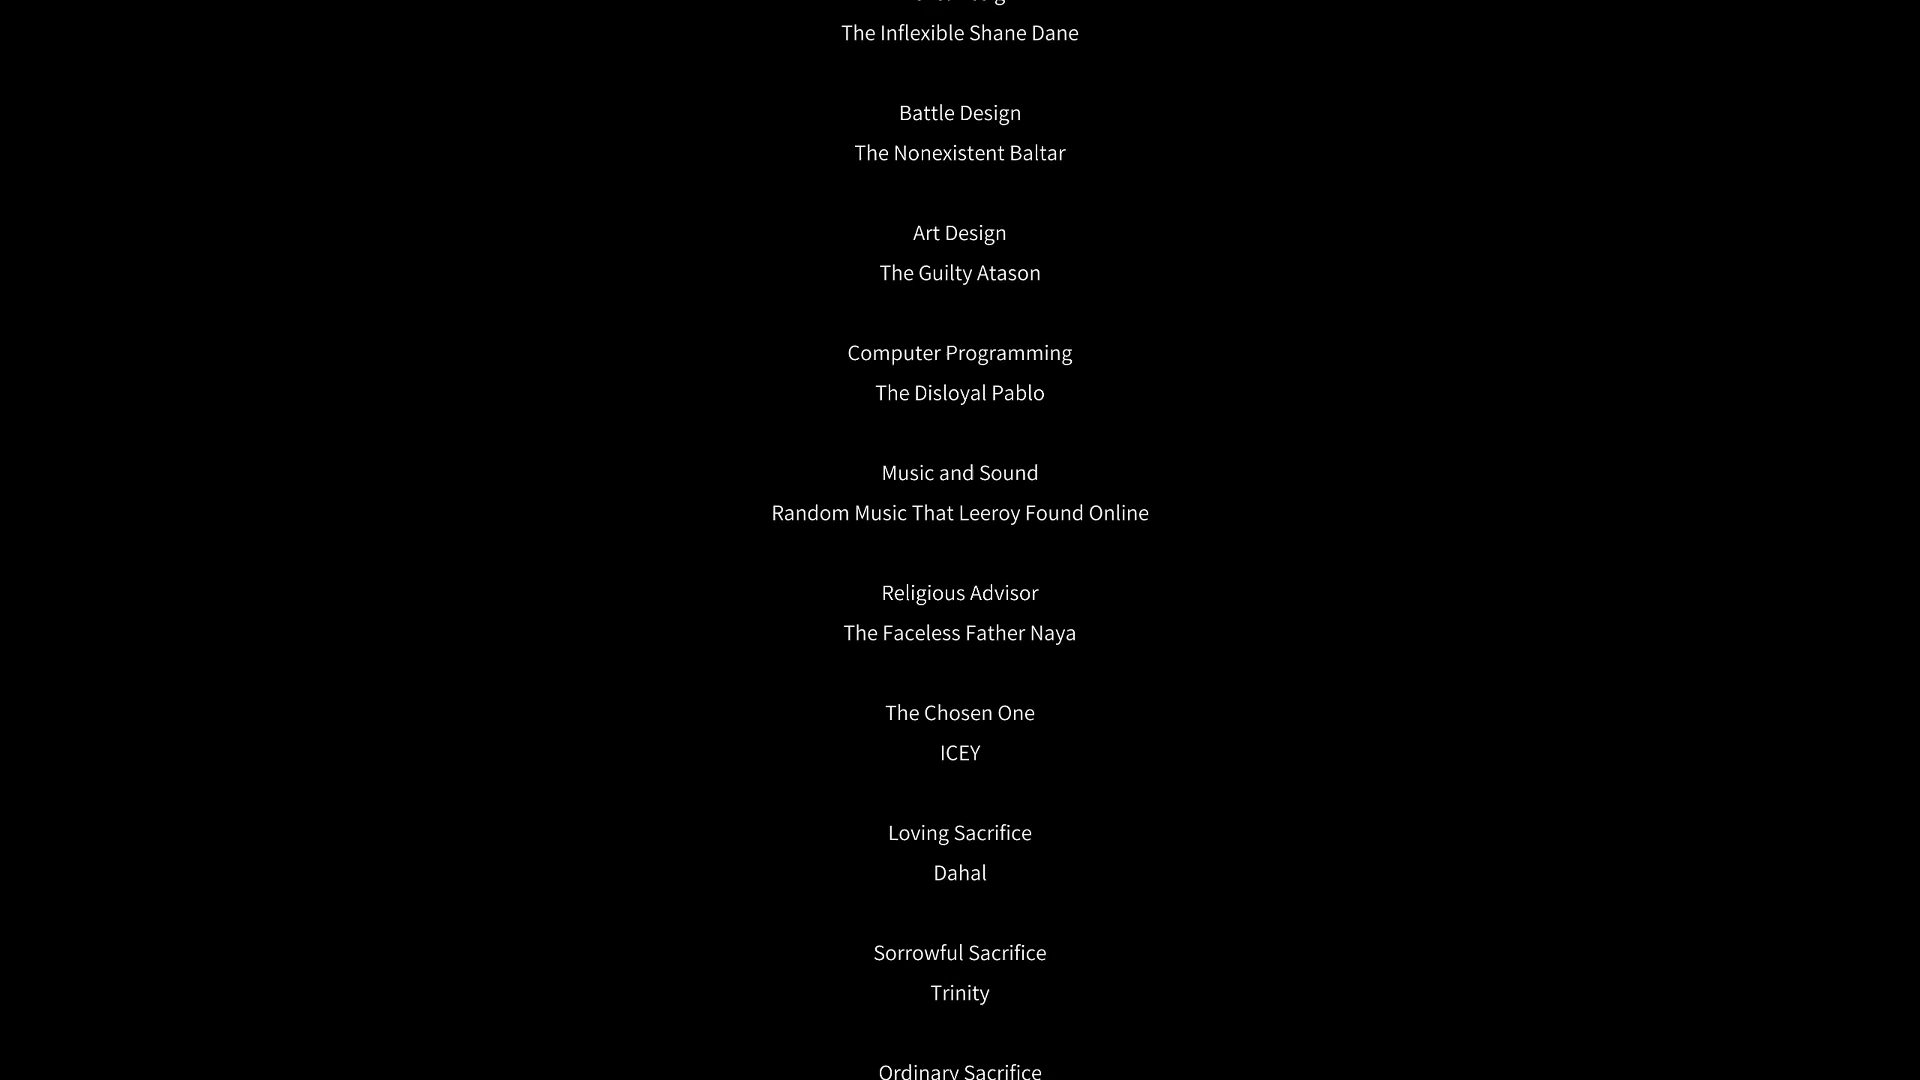 The Inflexible Shane Dane
Battle Design
The Nonexistent Baltar
Art Design
The Guilty Atason
Computer Programming
The Disloyal Pablo
Music and Sound
Random Music That Leeroy Found Online
Religious Advisor
The Faceless Father Naya
The Chosen One
ICEY
Loving Sacrifice
Dahal
Sorrowful Sacrifice
Trinity
Ordinary Sacrifice